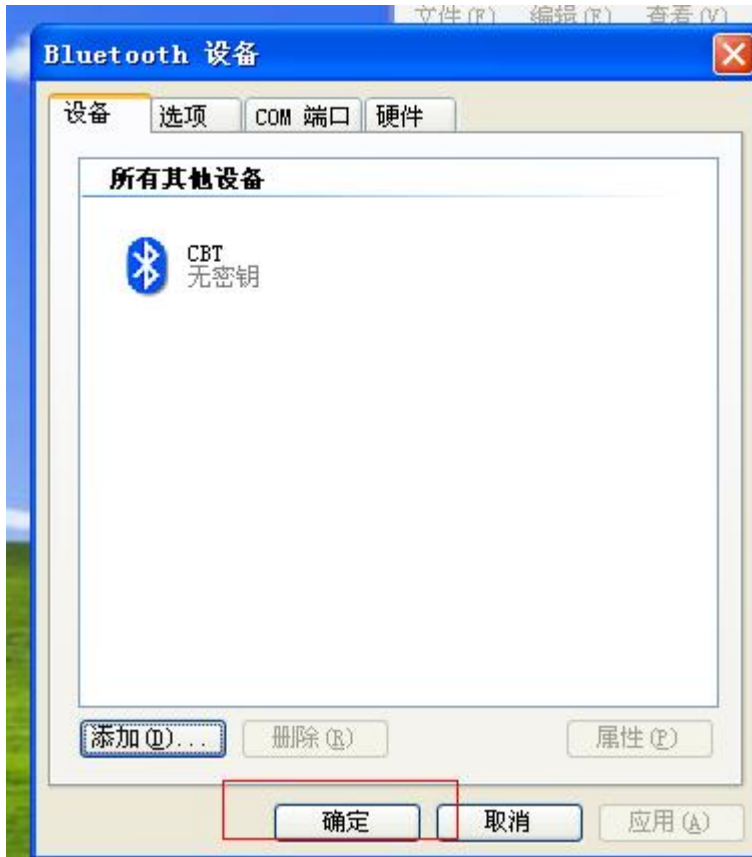 文件(F) 编辑(E) 查看(V)
Bluetooth 设备
设备 选项 COM 端口 硬件
所有其他设备
CBT
无密钥
添加(D)... 删除(R) 属性(P)
确定 取消 应用(A)